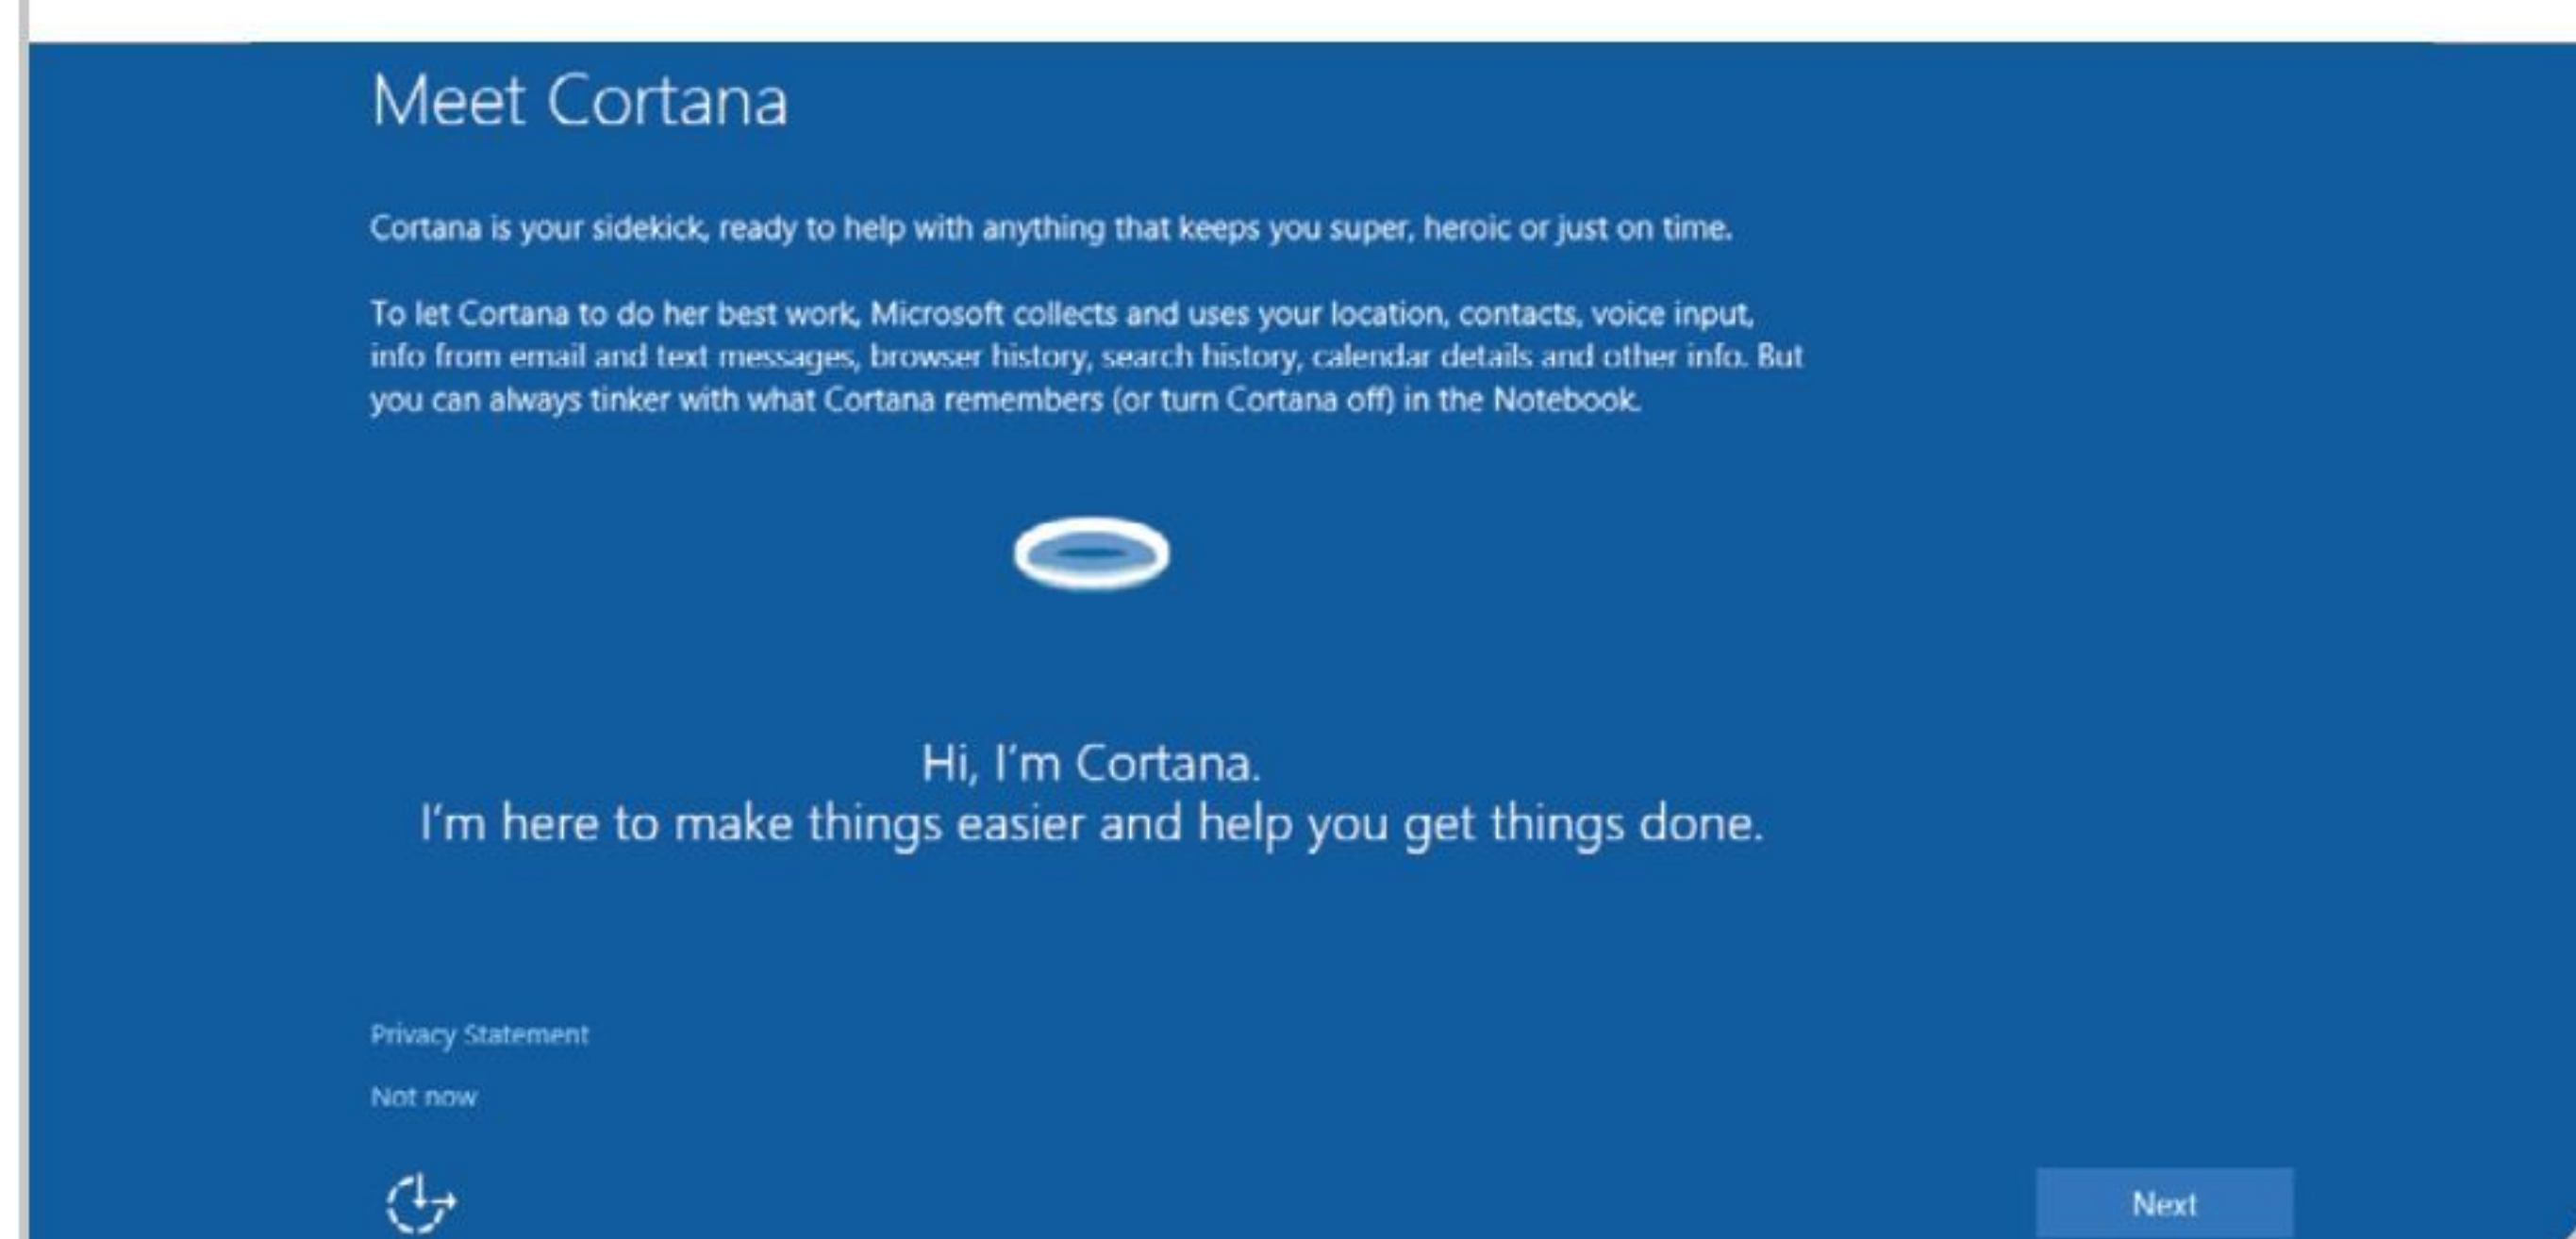 Meet Cortana
Cortana is your sidekick, ready to help with anything that keeps you super, heroic or just on time.
To let Cortana to do her best work, Microsoft collects and uses your location, contacts, voice input,
info from email and text messages, browser history, search history, calendar details and other info. But
you can always tinker with what Cortana remembers (or turn Cortana off) in the Notebook.
Hi, I'm Cortana.
I'm here to make things easier and help you get things done.
Privacy Statement
Not now
Next